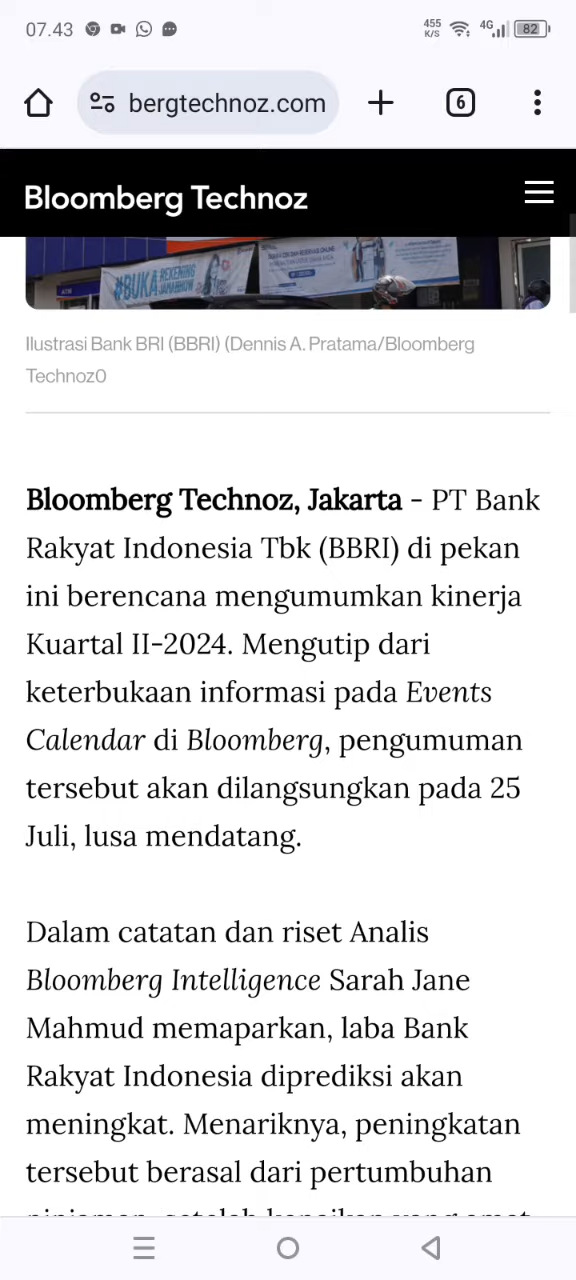 07.43
455
K/S
4G
82
bergtechnoz.com
6
Bloomberg Technoz
#BUKA REKENING
ATM
Ilustrasi Bank BRI (BBRI) (Dennis A. Pratama/Bloomberg
Technoz0
Bloomberg Technoz, Jakarta - PT Bank
Rakyat Indonesia Tbk (BBRI) di pekan
ini berencana mengumumkan kinerja
Kuartal II-2024. Mengutip dari
keterbukaan informasi pada Events
Calendar di Bloomberg, pengumuman
tersebut akan dilangsungkan pada 25
Juli, lusa mendatang.
Dalam catatan dan riset Analis
Bloomberg Intelligence Sarah Jane
Mahmud memaparkan, laba Bank
Rakyat Indonesia diprediksi akan
meningkat. Menariknya, peningkatan
tersebut berasal dari pertumbuhan